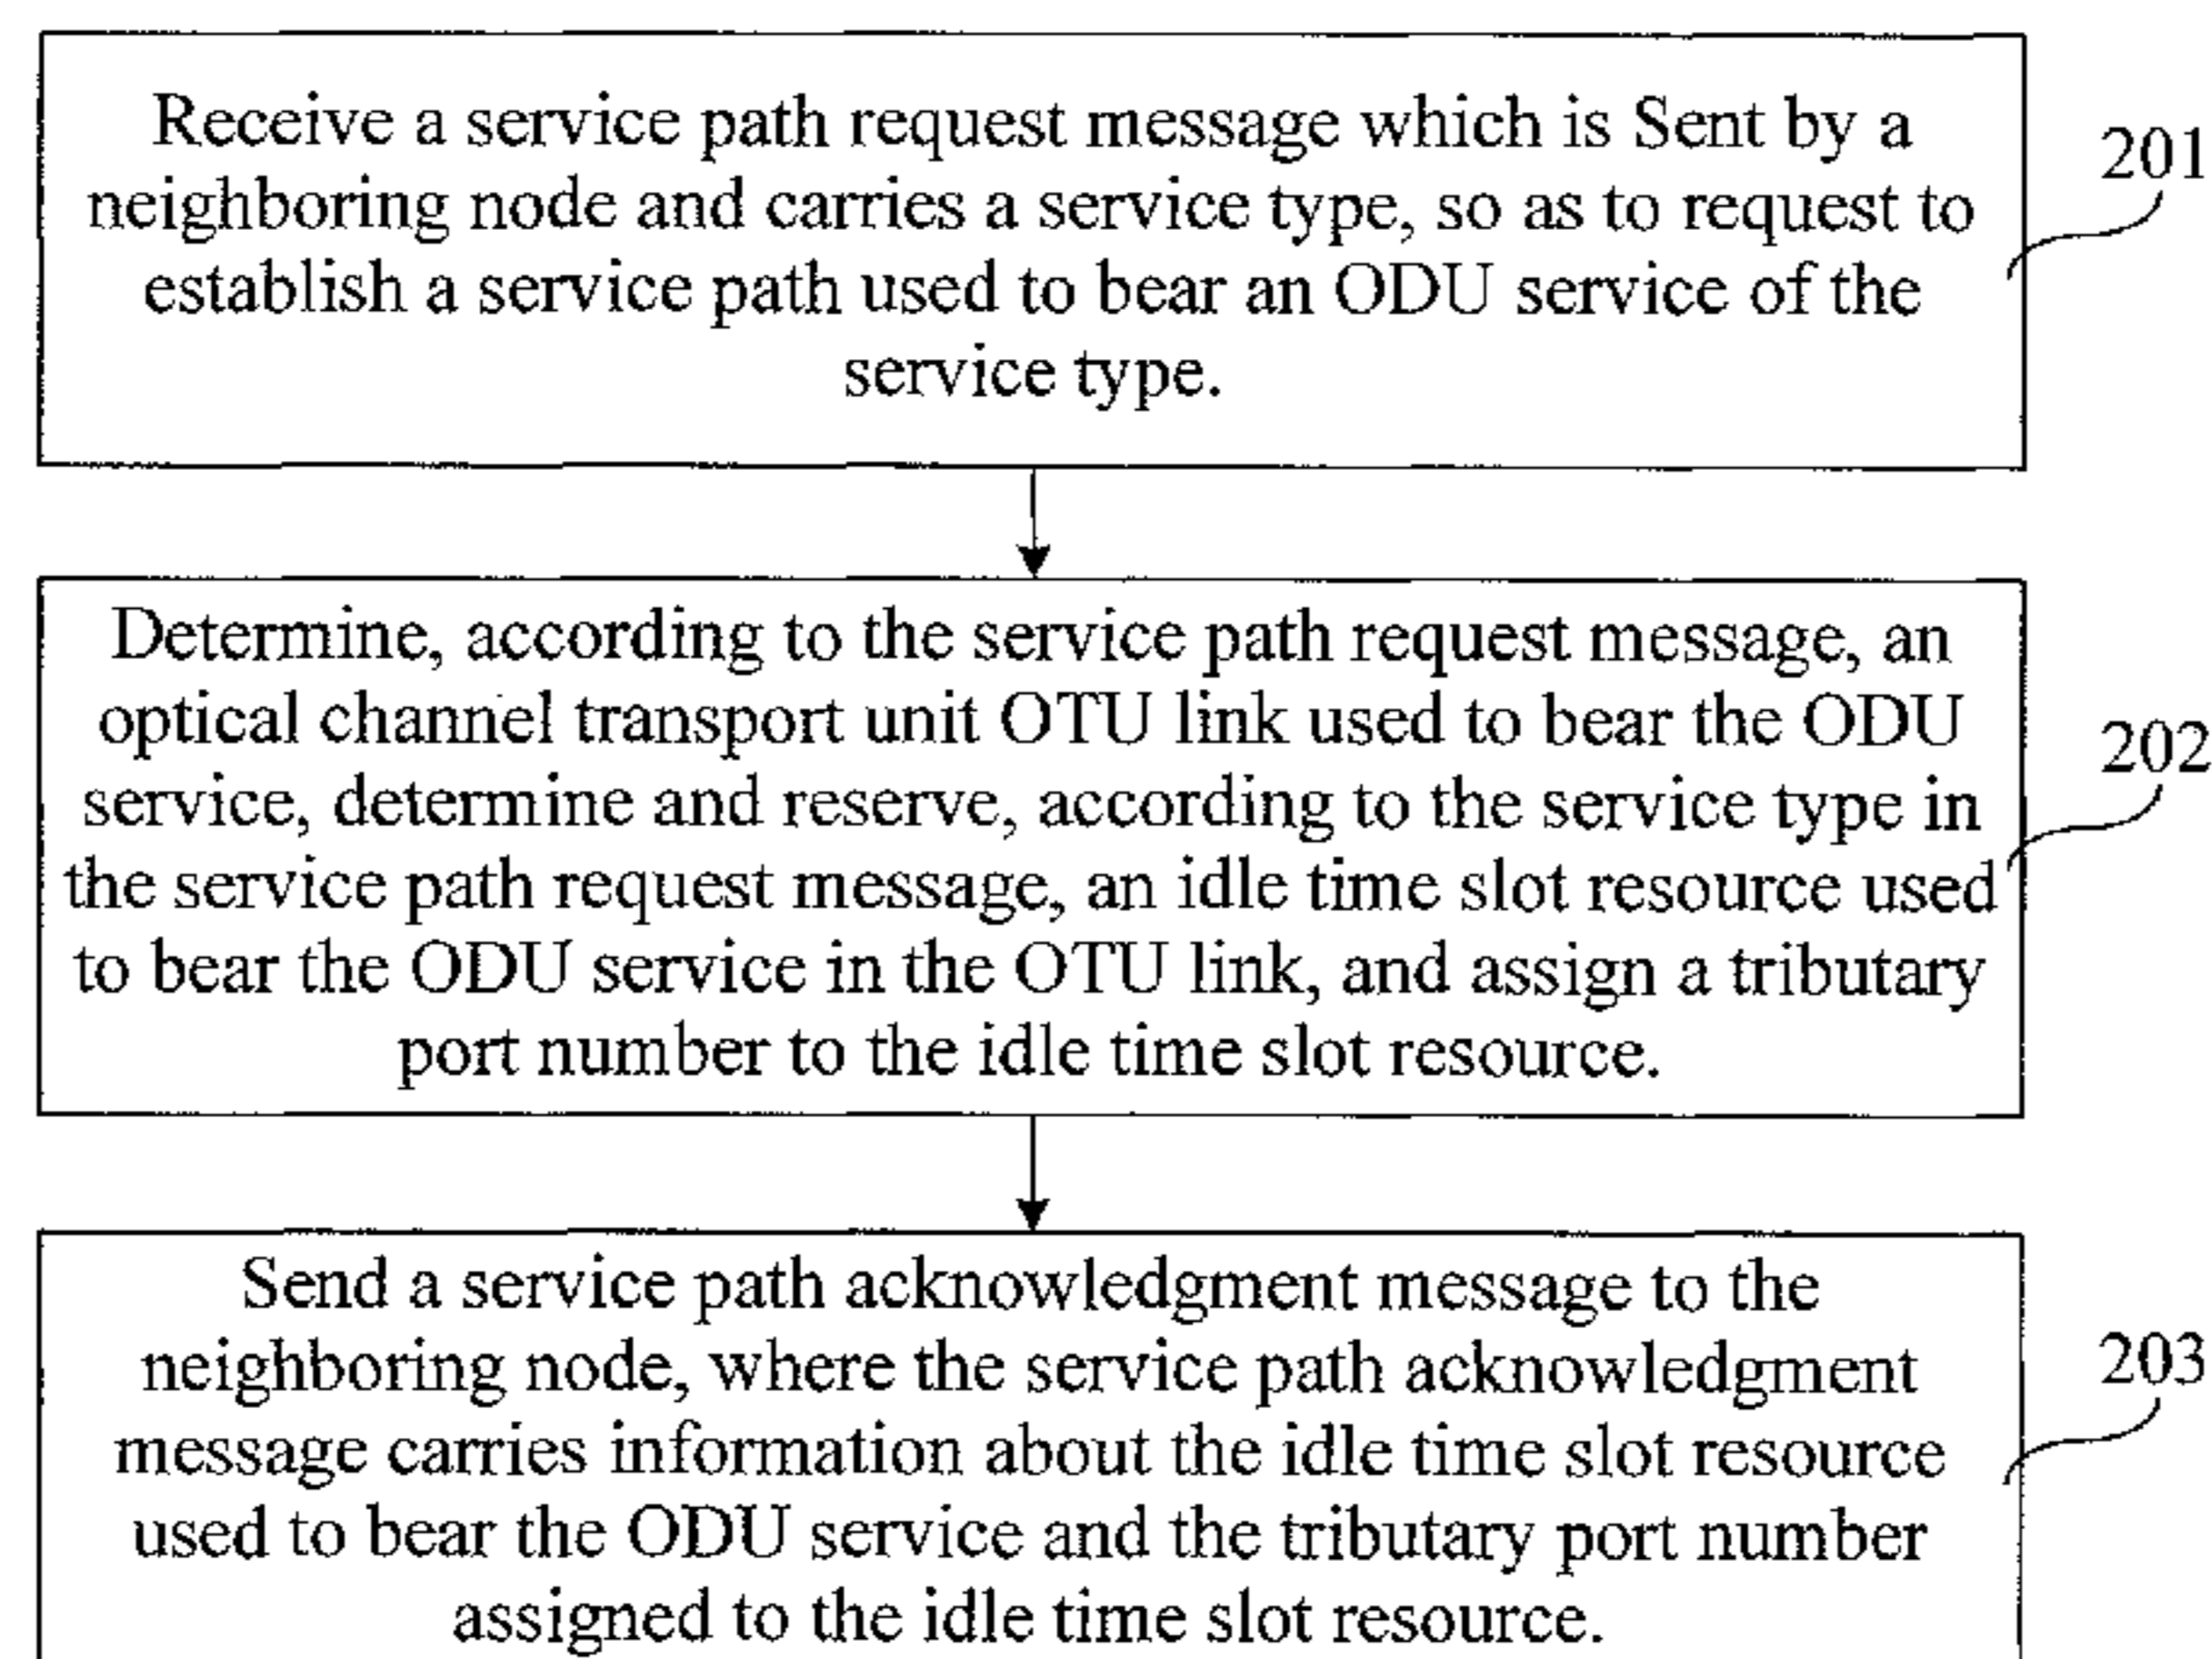 Receive a service path request message which is Sent by a
neighboring node and carries a service type, so as to request to
establish a service path used to bear an ODU service of the
service type.
201
Determine, according to the service path request message, an
optical channel transport unit OTU link used to bear the ODU
service, determine and reserve, according to the service type in
the service path request message, an idle time slot resource used
to bear the ODU service in the OTU link, and assign a tributary
port number to the idle time slot resource.
202
Send a service path acknowledgment message to the
neighboring node, where the service path acknowledgment
message carries information about the idle time slot resource
used to bear the ODU service and the tributary port number
assigned to the idle time slot resource.
203